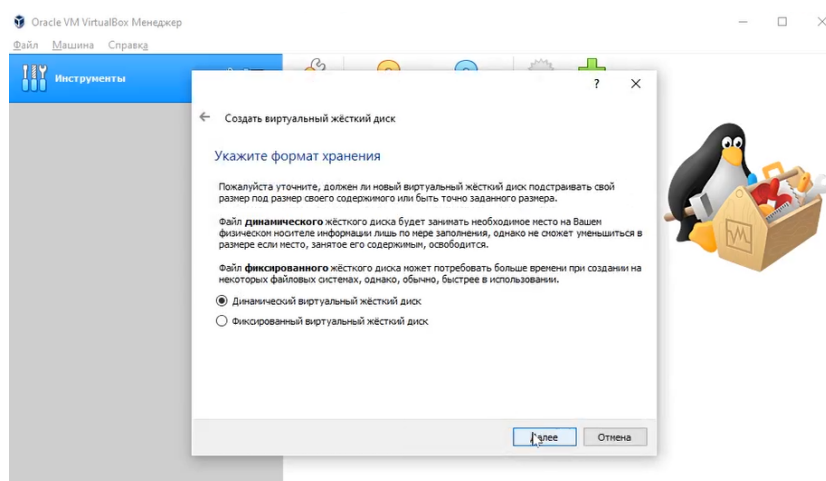 Oracle VM VirtualBox Менеджер
Файл Машина Справка
Инструменты
?
Создать виртуальный жёсткий диск
Укажите формат хранения
Пожалуйста уточните, должен ли новый виртуальный жёсткий диск подстраивать свой
размер под размер своего содержимого или быть точно заданного размера.
Файл динамического жёсткого диска будет занимать необходимое место на Вашем
физическом носителе информации лишь по мере заполнения, однако не сможет уменьшиться в
размере если место, занятое его содержимым, освободится.
Файл фиксированного жёсткого диска может потребовать больше времени при создании на
некоторых файловых системах, однако, обычно, быстрее в использовании.
Динамический виртуальный жёсткий диск
Фиксированный виртуальный жёсткий диск
Далее Отмена